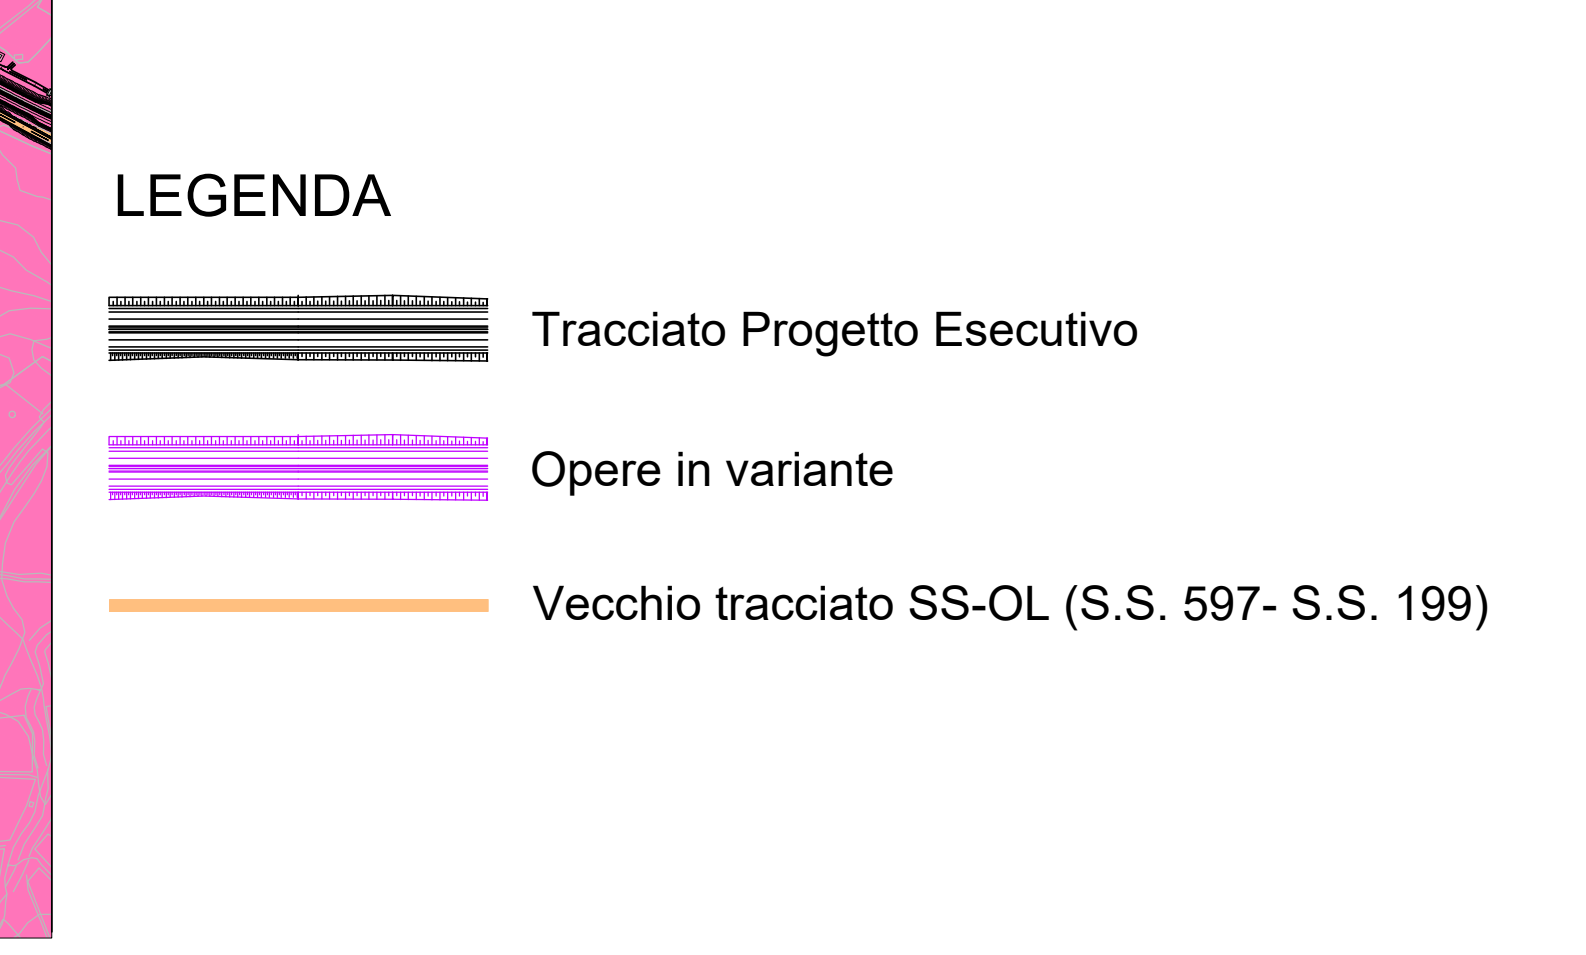 LEGENDA
Tracciato Progetto Esecutivo
Opere in variante
Vecchio tracciato SS-OL (S.S. 597- S.S. 199)